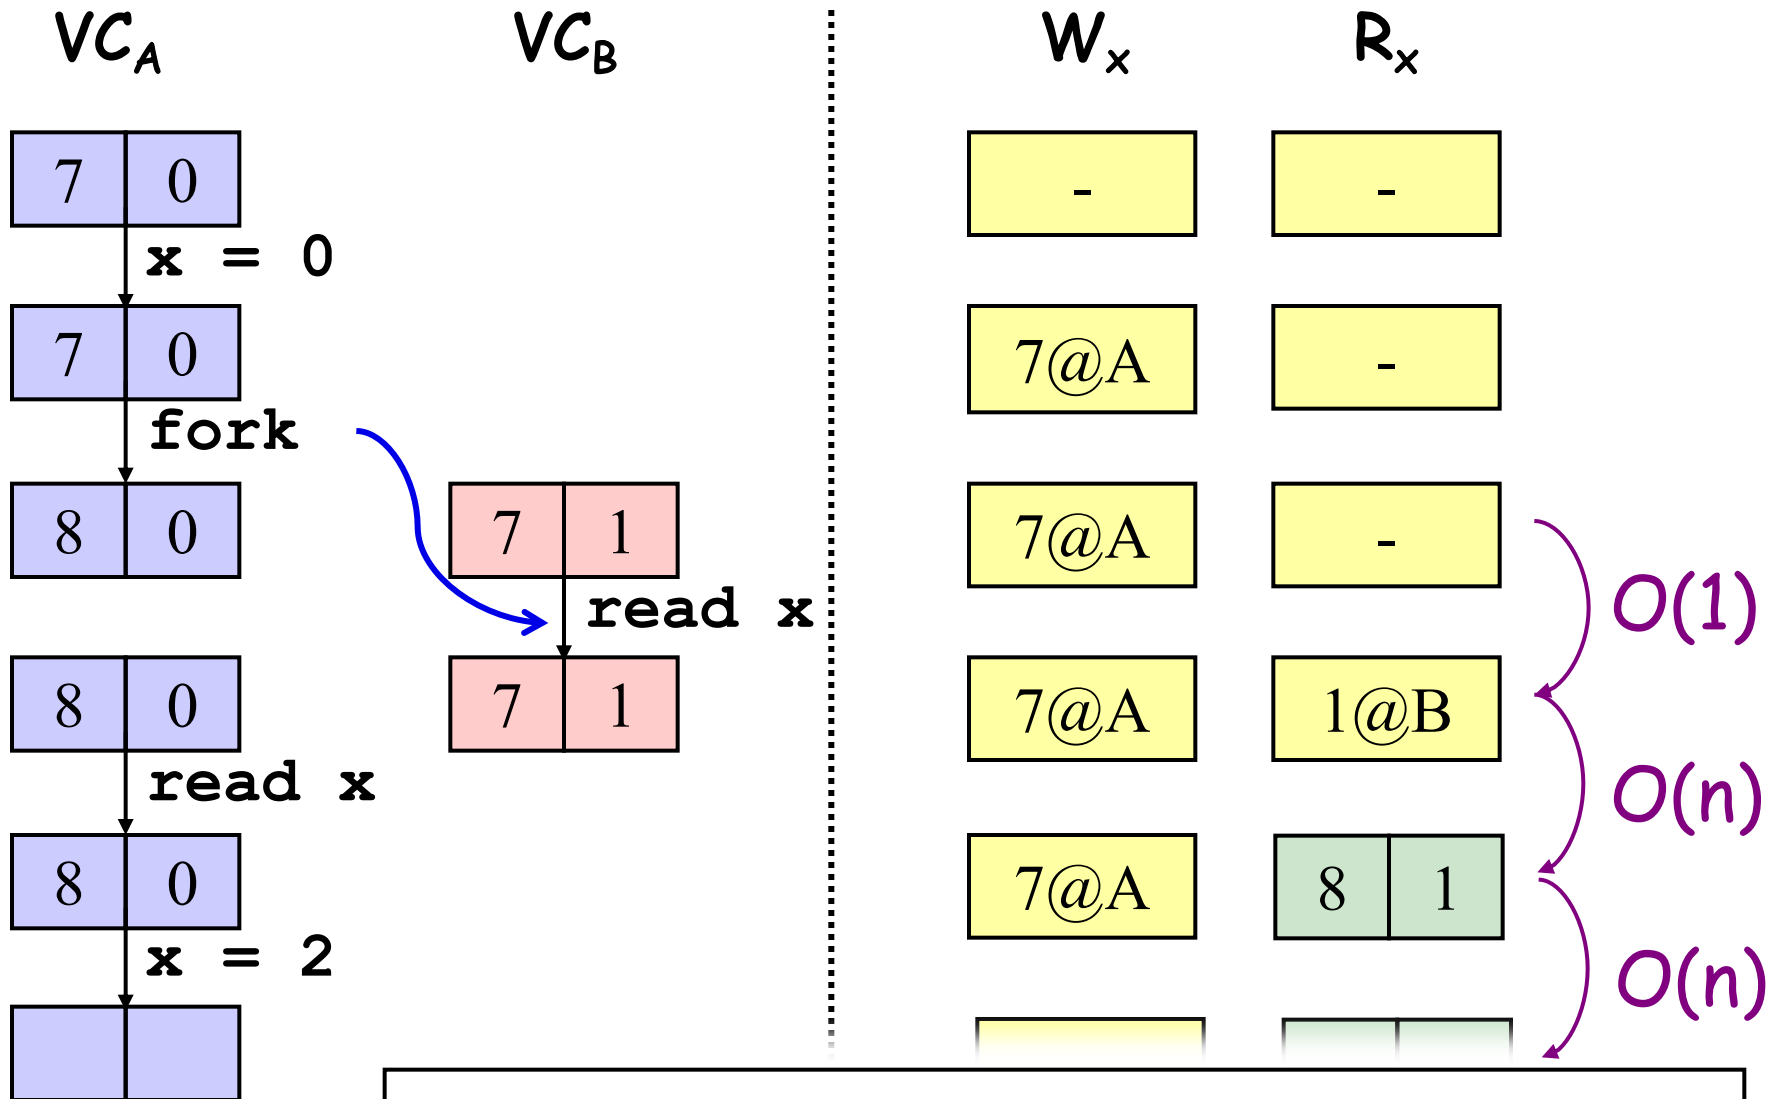 VCA VCB Wx Rx
7 0 - -
x = 0
7 0 7@A -
fork
8 0 7 1 7@A -
read x O(1)
8 0 7 1 7@A 1@B
read x O(n)
8 0 7@A 8 1
x = 2 O(n)